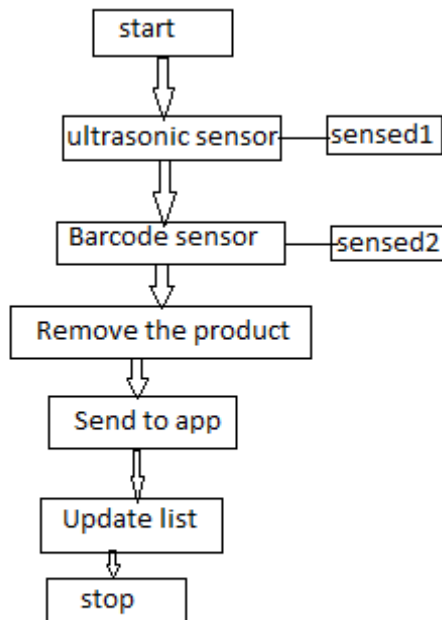 start
ultrasonic sensor
sensed1
Barcode sensor
sensed2
Remove the product
Send to app
Update list
stop